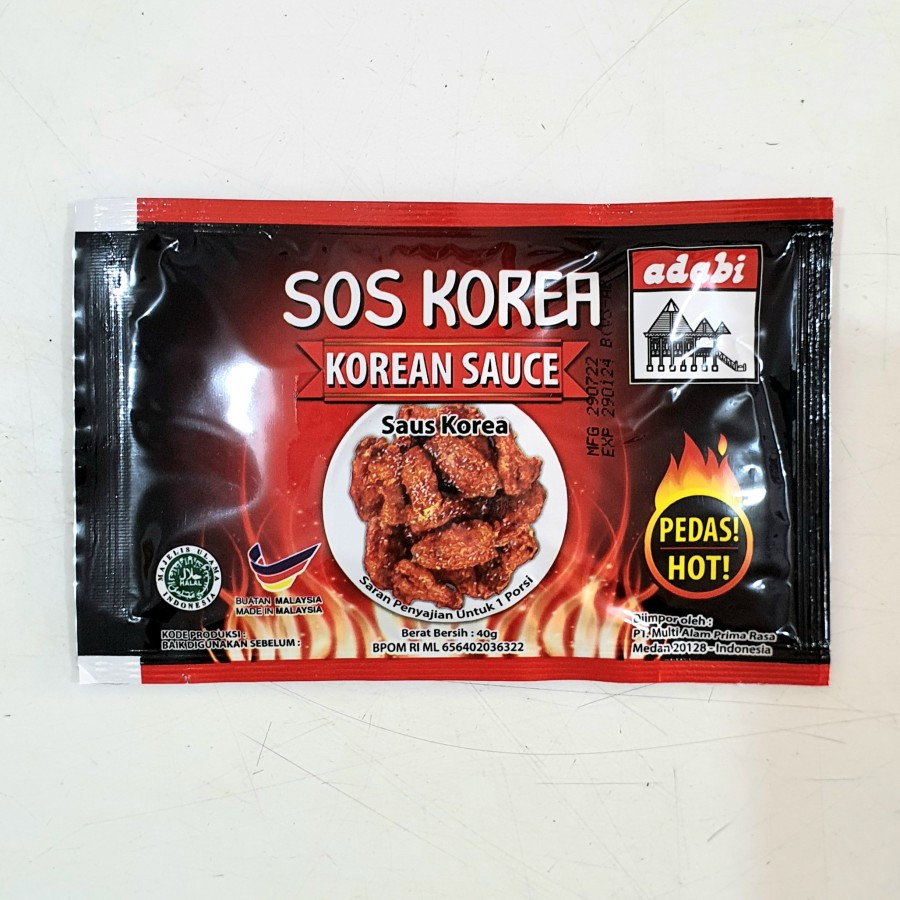 SOS KOREA
KOREAN SAUCE
Saus Korea
Saran Penyajian Untuk 1 Porsi
adabi
MFG 290722
EXP 290124
PEDAS!
HOT!
MAJELIS ULAMA
HALAL
INDONESIA
BUATAN MALAYSIA
MADE IN MALAYSIA
KODE PRODUKSI :
BAIK DIGUNAKAN SEBELUM :
Berat Bersih : 40g
BPOM RI ML 656402036322
Diimpor oleh :
PT. Multi Alam Prima Rasa
Medan 20128 - Indonesia